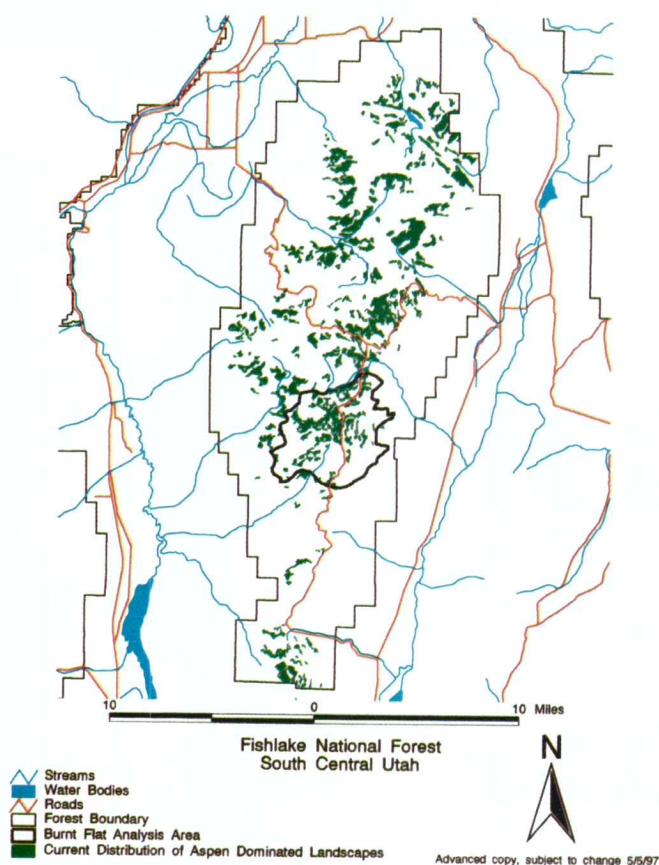 10 0 10 Miles
Fishlake National Forest
South Central Utah
N
Streams
Water Bodies
Roads
Forest Boundary
Burnt Flat Analysis Area
Current Distribution of Aspen Dominated Landscapes
Advanced copy, subject to change 5/5/97